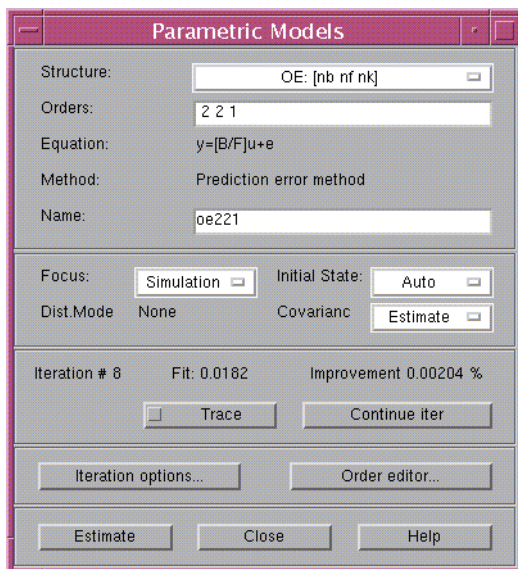 Parametric Models
Structure: OE: [nb nf nk]
Orders: 2 2 1
Equation: y=[B/F]u+e
Method: Prediction error method
Name: oe221
Focus: Simulation Initial State: Auto
Dist.Mode None Covarianc Estimate
Iteration # 8 Fit: 0.0182 Improvement 0.00204 %
Trace Continue iter
Iteration options... Order editor...
Estimate Close Help